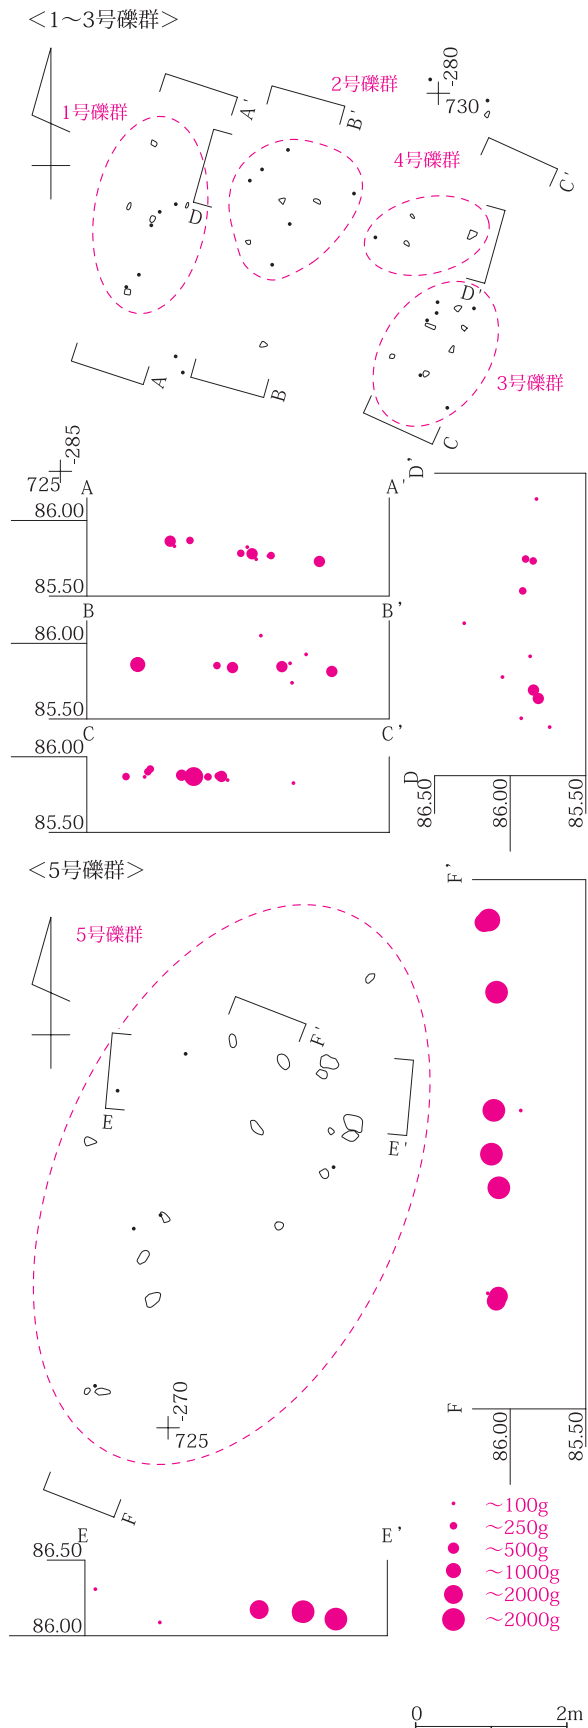 ＜1～3号礫群＞
-280
730
2号礫群
1号礫群
A'
B'
4号礫群
C'
D
D'
3号礫群
A
B
C
-285
725
A
A'
86.00
85.50
B
B'
86.00
85.50
C
C'
86.00
85.50
D'
D
86.50
86.00
85.50
＜5号礫群＞
5号礫群
F'
E
E'
-270
725
F
F'
F
86.00
85.50
E
E'
86.50
86.00
～100g
～250g
～500g
～1000g
～2000g
～2000g
0
2m